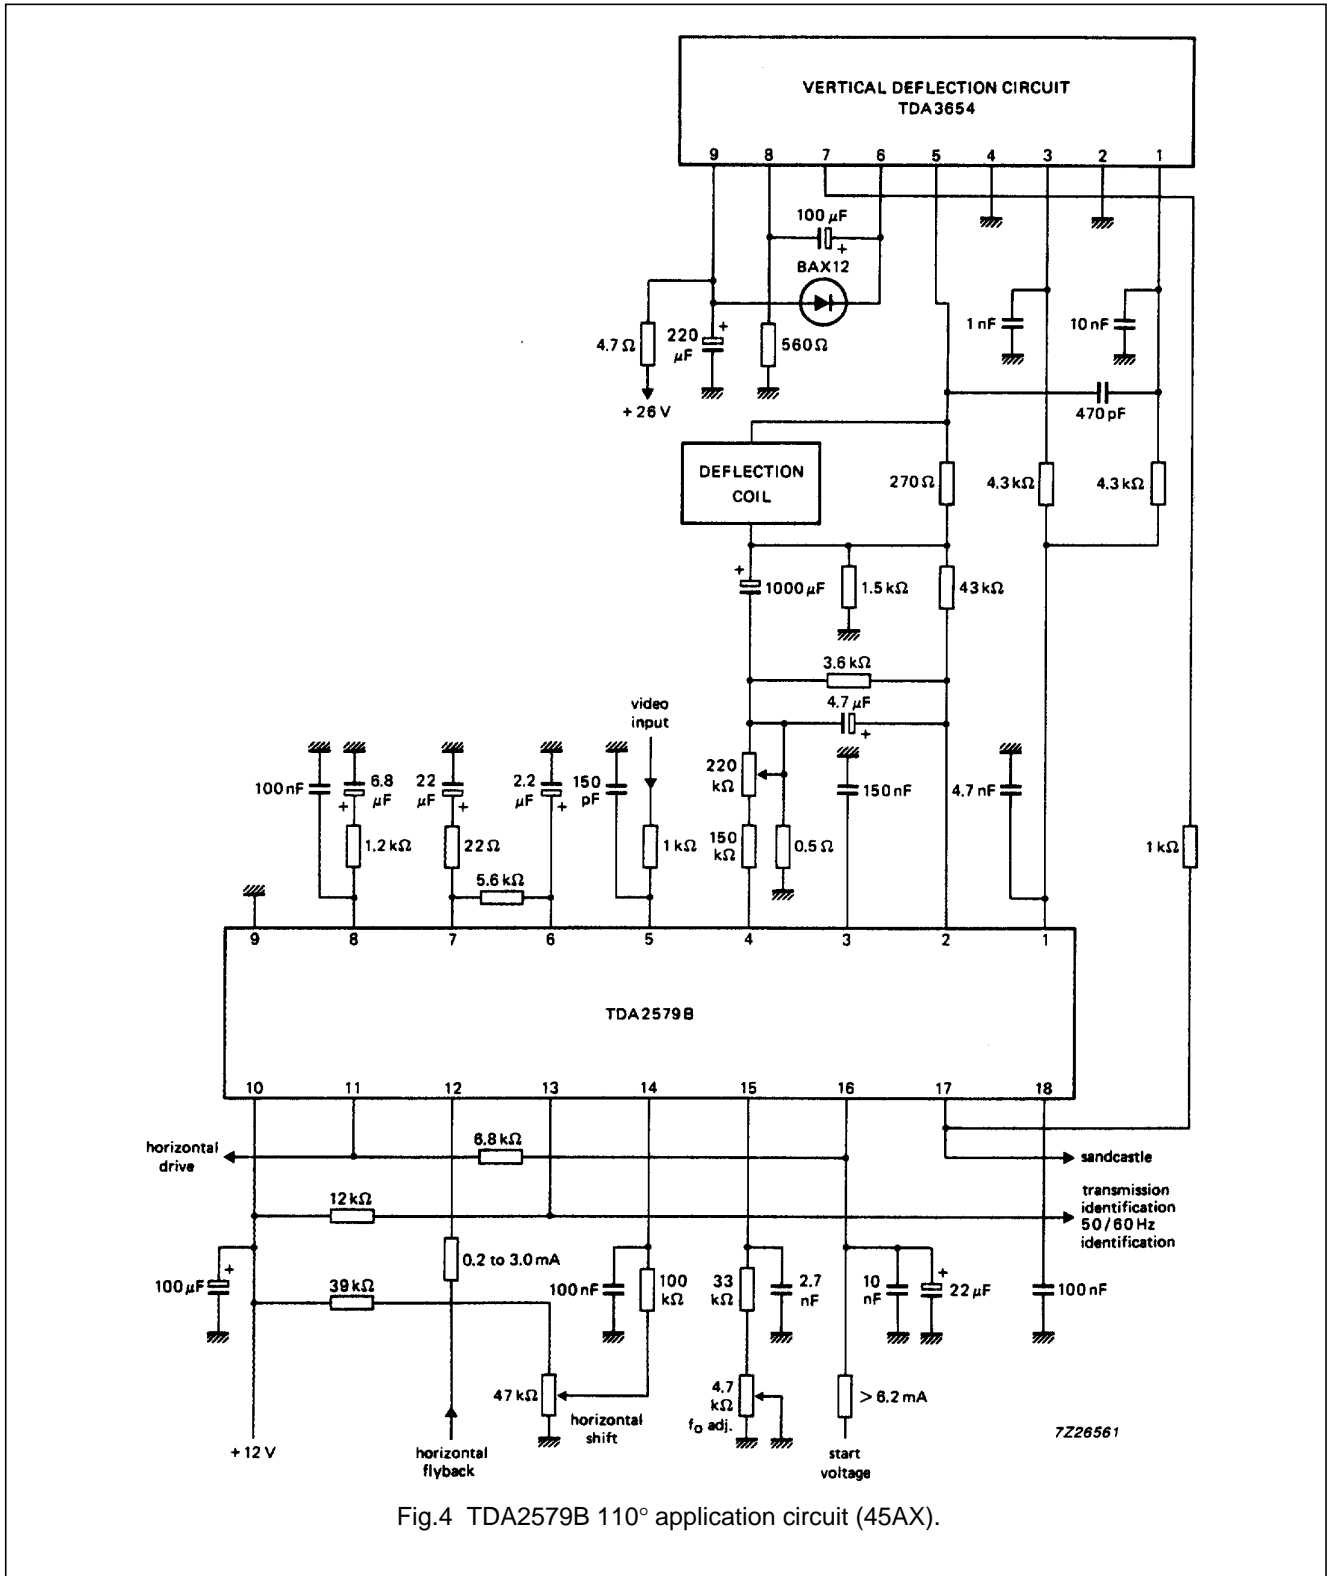 VERTICAL DEFLECTION CIRCUIT
TDA3654
9 8 7 6 5 4 3 2 1
100 µF
+
BAX12
4.7 Ω
220
µF
+
560 Ω
1 nF
10 nF
+ 26 V
470 pF
DEFLECTION
COIL
270 Ω
4.3 kΩ
4.3 kΩ
+
1000 µF
1.5 kΩ
43 kΩ
3.6 kΩ
4.7 µF
+
video
input
100 nF
6.8
µF
+
22
µF
+
2.2
µF
+
150
pF
220
kΩ
150 nF
4.7 nF
1.2 kΩ
22 Ω
1 kΩ
150
kΩ
0.5 Ω
1 kΩ
5.6 kΩ
9 8 7 6 5 4 3 2 1
TDA2579B
10 11 12 13 14 15 16 17 18
horizontal
drive
6.8 kΩ
sandcastle
12 kΩ
transmission
identification
50 / 60 Hz
identification
100 µF
+
39 kΩ
0.2 to 3.0 mA
100 nF
100
kΩ
33
kΩ
2.7
nF
10
nF
+
22 µF
100 nF
47 kΩ
horizontal
shift
4.7
kΩ
fo adj.
> 6.2 mA
+ 12 V
horizontal
flyback
start
voltage
7Z26561
Fig.4 TDA2579B 110° application circuit (45AX).